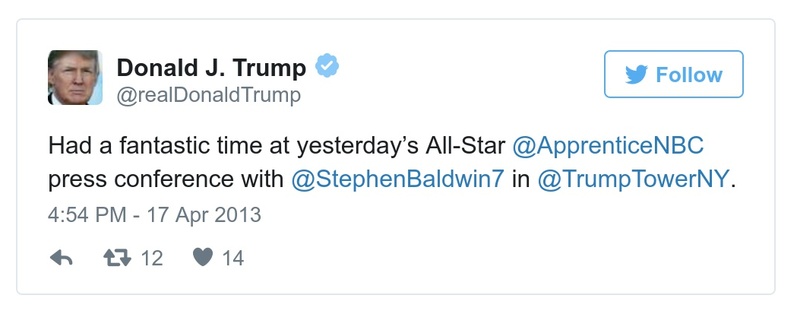 Donald J. Trump
@realDonaldTrump
Follow
Had a fantastic time at yesterday’s All-Star @ApprenticeNBC
press conference with @StephenBaldwin7 in @TrumpTowerNY.
4:54 PM - 17 Apr 2013
12 14